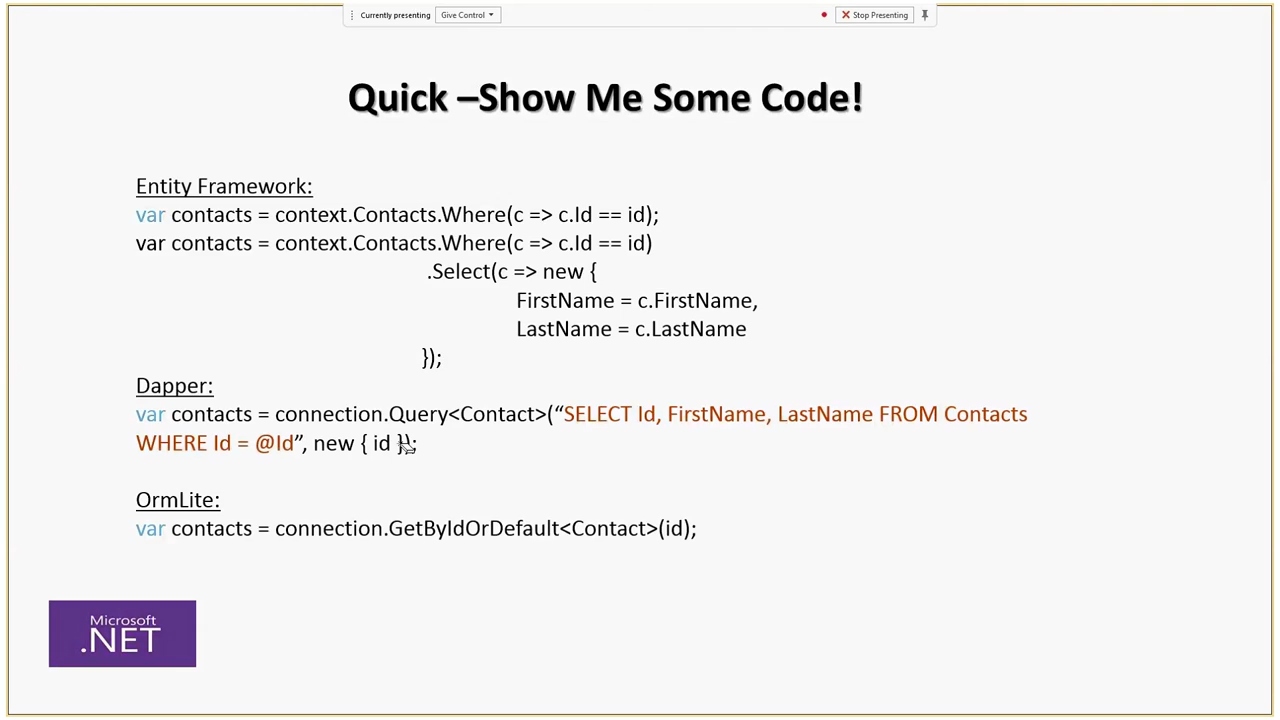 Currently presenting Give Control Stop Presenting
Quick –Show Me Some Code!
Entity Framework:
var contacts = context.Contacts.Where(c => c.Id == id);
var contacts = context.Contacts.Where(c => c.Id == id)
.Select(c => new {
FirstName = c.FirstName,
LastName = c.LastName
});
Dapper:
var contacts = connection.Query<Contact>(“SELECT Id, FirstName, LastName FROM Contacts
WHERE Id = @Id”, new { id });
OrmLite:
var contacts = connection.GetByIdOrDefault<Contact>(id);
Microsoft
.NET